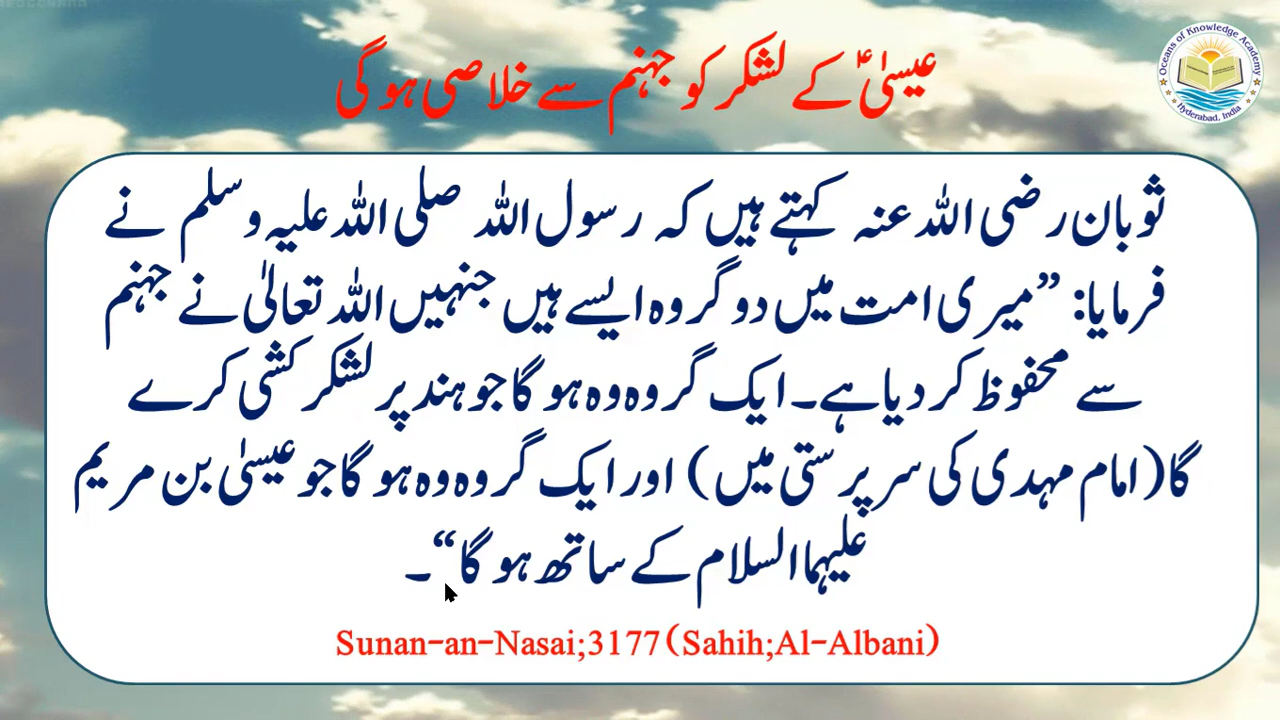 عیسیٰؑ کے لشکر کو جہنم سے خلاصی ہوگی
Oceans of Knowledge Academy
Hyderabad, India
ثوبان رضی اللہ عنہ کہتے ہیں کہ رسول اللہ صلی اللہ علیہ وسلم نے
فرمایا: ”میری امت میں دو گروہ ایسے ہیں جنہیں اللہ تعالیٰ نے جہنم
سے محفوظ کر دیا ہے۔ ایک گروہ وہ ہو گا جو ہند پر لشکر کشی کرے
گا (امام مہدی کی سرپرستی میں) اور ایک گروہ وہ ہو گا جو عیسیٰ بن مریم
علیہما السلام کے ساتھ ہو گا“۔
Sunan-an-Nasai;3177(Sahih;Al-Albani)